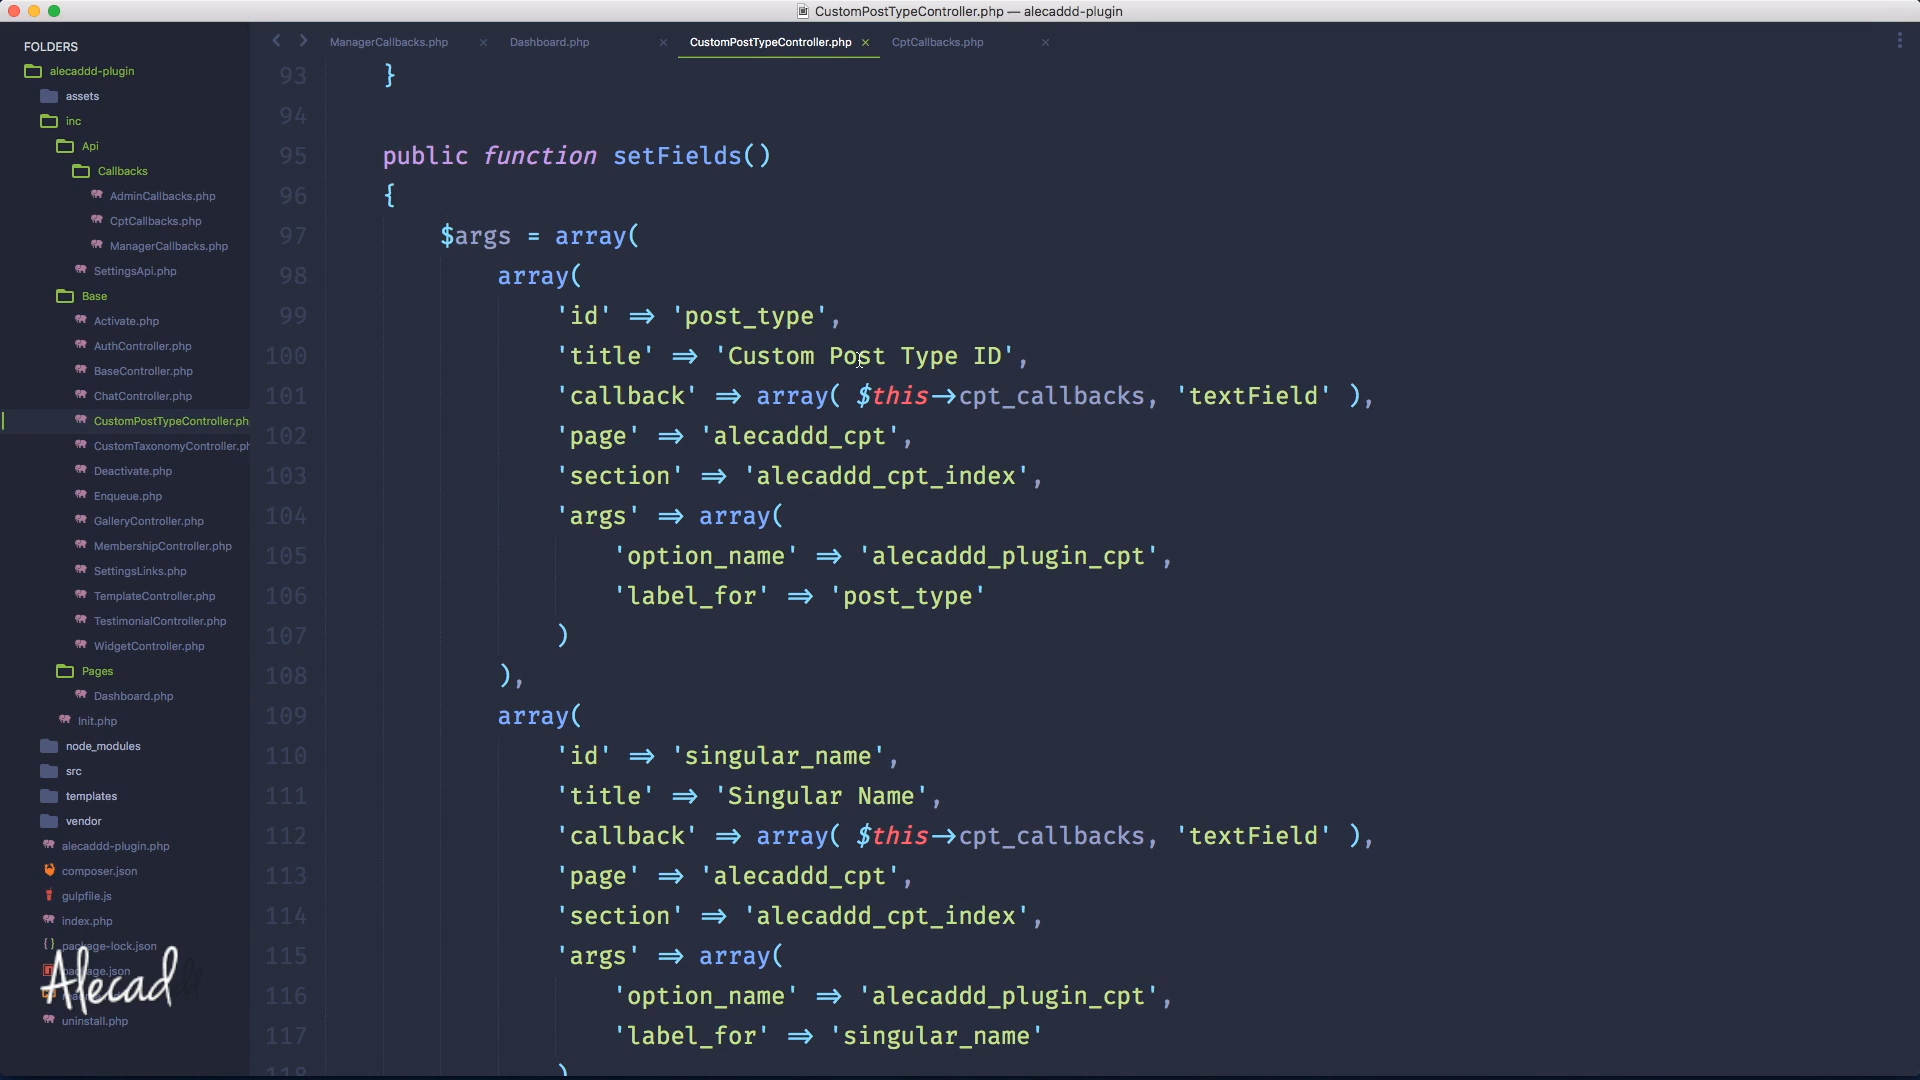 CustomPostTypeController.php — alecaddd-plugin
FOLDERS
alecaddd-plugin
assets
inc
Api
Callbacks
AdminCallbacks.php
CptCallbacks.php
ManagerCallbacks.php
SettingsApi.php
Base
Activate.php
AuthController.php
BaseController.php
ChatController.php
CustomPostTypeController.ph
CustomTaxonomyController.ph
Deactivate.php
Enqueue.php
GalleryController.php
MembershipController.php
SettingsLinks.php
TemplateController.php
TestimonialController.php
WidgetController.php
Pages
Dashboard.php
Init.php
node_modules
src
templates
vendor
alecaddd-plugin.php
composer.json
gulpfile.js
index.php
package-lock.json
package.json
uninstall.php
Alecad
ManagerCallbacks.php × Dashboard.php × CustomPostTypeController.php × CptCallbacks.php ×
93 }
94
95 public function setFields()
96 {
97 $args = array(
98 array(
99 'id' => 'post_type',
100 'title' => 'Custom Post Type ID',
101 'callback' => array( $this->cpt_callbacks, 'textField' ),
102 'page' => 'alecaddd_cpt',
103 'section' => 'alecaddd_cpt_index',
104 'args' => array(
105 'option_name' => 'alecaddd_plugin_cpt',
106 'label_for' => 'post_type'
107 )
108 ),
109 array(
110 'id' => 'singular_name',
111 'title' => 'Singular Name',
112 'callback' => array( $this->cpt_callbacks, 'textField' ),
113 'page' => 'alecaddd_cpt',
114 'section' => 'alecaddd_cpt_index',
115 'args' => array(
116 'option_name' => 'alecaddd_plugin_cpt',
117 'label_for' => 'singular_name'
118 )